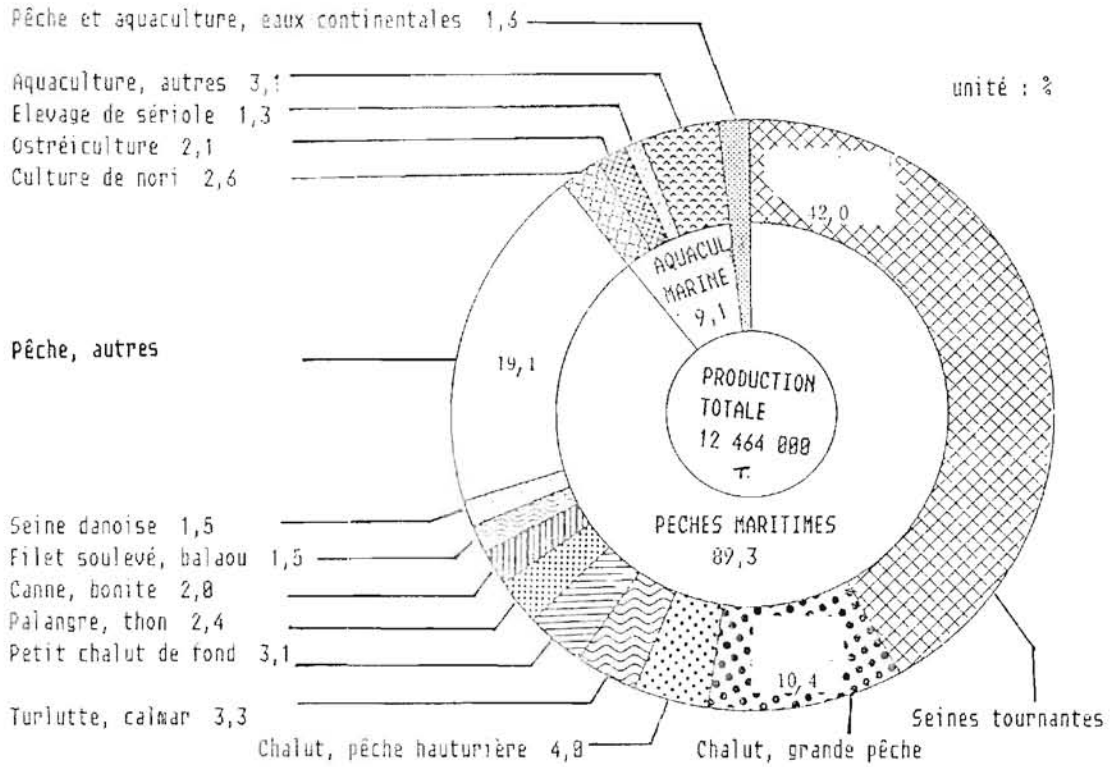 Pêche et aquaculture, eaux continentales 1,6
Aquaculture, autres 3,1
unité : %
Elevage de sériole 1,3
Ostréiculture 2,1
Culture de nori 2,6
42,0
AQUACUL
MARINE
9,1
Pêche, autres
19,1
PRODUCTION
TOTALE
12 464 000
T.
Seine danoise 1,5
PECHES MARITIMES
Filet soulevé, balaou 1,5
89,3
Canne, bonite 2,0
Palangre, thon 2,4
Petit chalut de fond 3,1
10,4
Turlutte, calmar 3,3
Seines tournantes
Chalut, pêche hauturière 4,0
Chalut, grande pêche